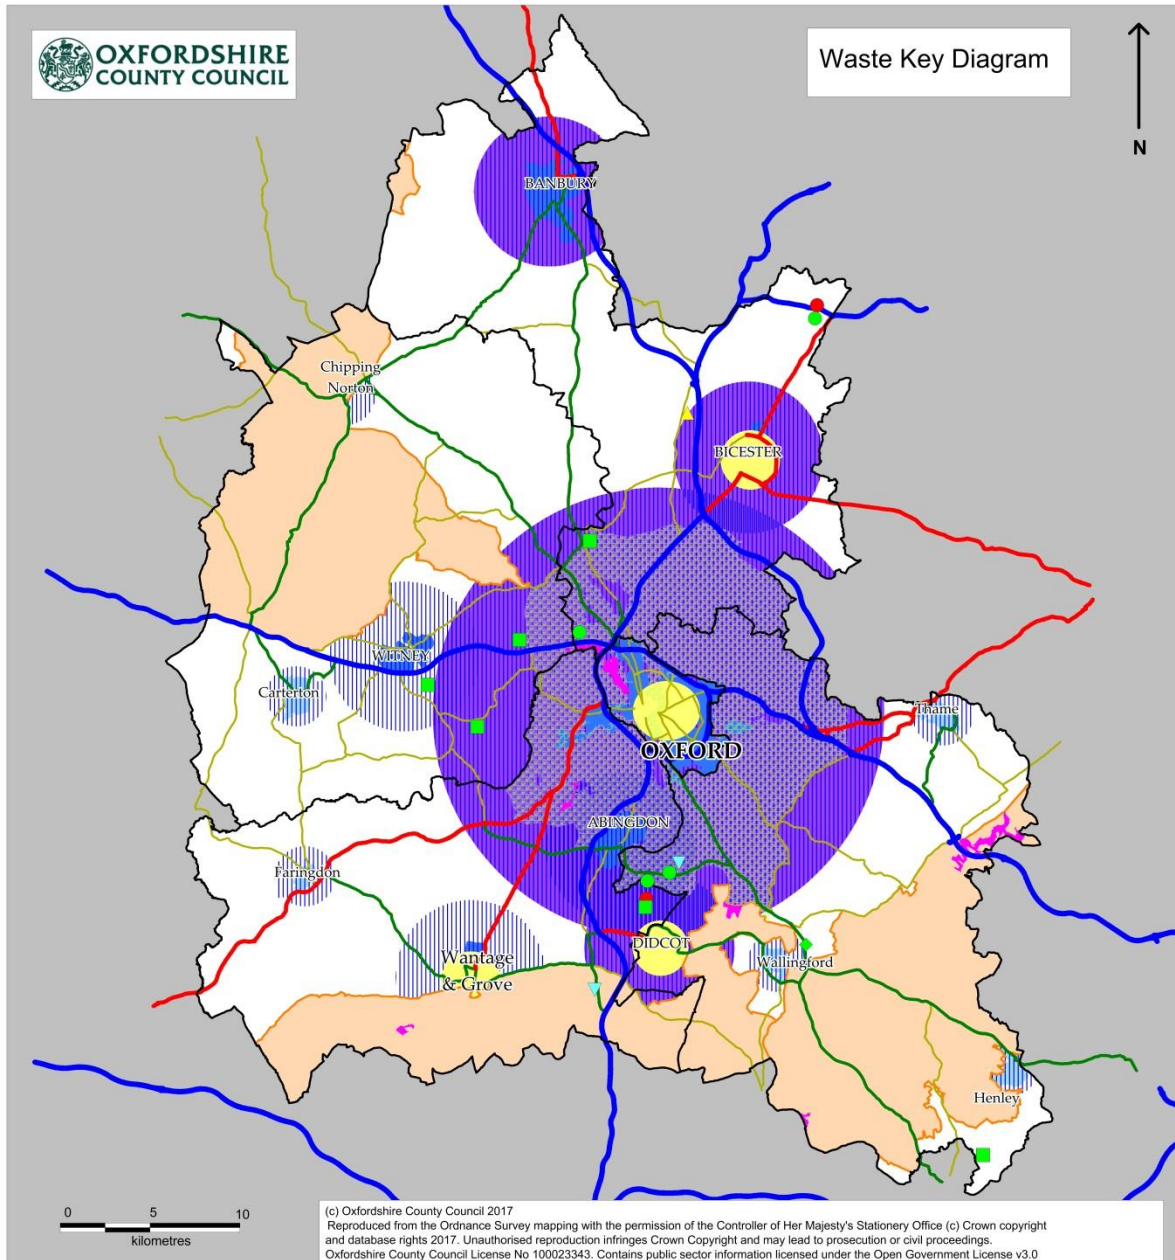 OXFORDSHIRE
COUNTY COUNCIL
Waste Key Diagram
N
BANBURY
Chipping
Norton
BICESTER
WITNEY
Carterton
Thame
OXFORD
ABINGDON
Faringdon
DIDCOT
Wantage
& Grove
Wallingford
Henley
0 5 10
kilometres
(c) Oxfordshire County Council 2017
Reproduced from the Ordnance Survey mapping with the permission of the Controller of Her Majesty's Stationery Office (c) Crown copyright
and database rights 2017. Unauthorised reproduction infringes Crown Copyright and may lead to prosecution or civil proceedings.
Oxfordshire County Council License No 100023343. Contains public sector information licensed under the Open Government License v3.0